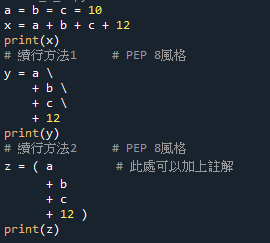 a = b = c = 10
x = a + b + c + 12
print(x)
# 續行方法1     # PEP 8風格
y = a \
    + b \
    + c \
    + 12
print(y)
# 續行方法2     # PEP 8風格
z = ( a         # 此處可以加上註解
      + b
      + c
      + 12 )
print(z)